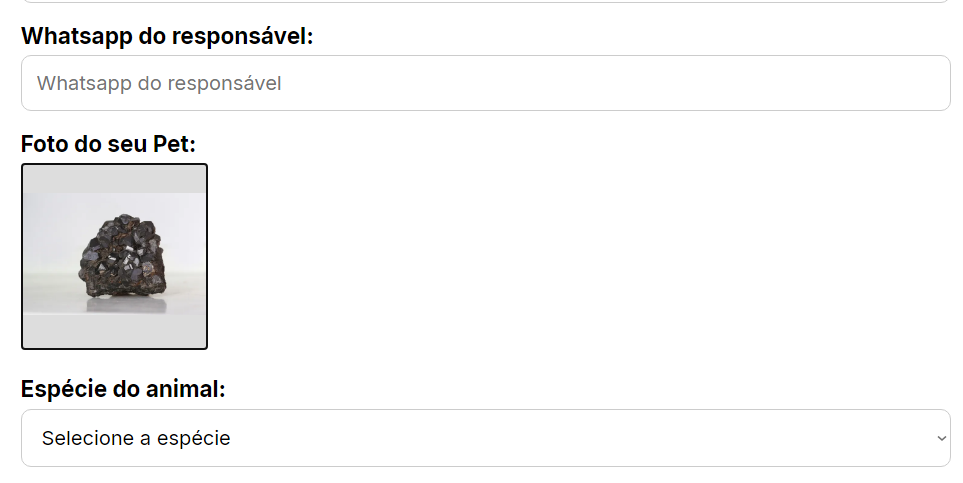 Whatsapp do responsável:
Whatsapp do responsável
Foto do seu Pet:
Espécie do animal:
Selecione a espécie